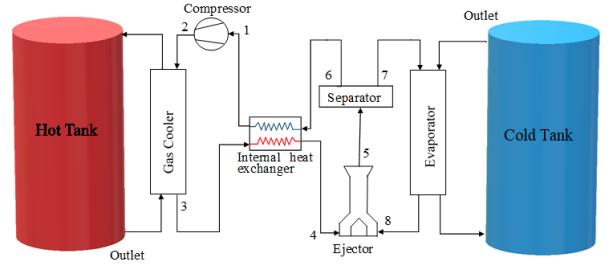 Compressor
Outlet
2
1
6
7
Separator
Hot Tank
Gas Cooler
Evaporator
Cold Tank
Internal heat
exchanger
5
3
4
8
Ejector
Outlet